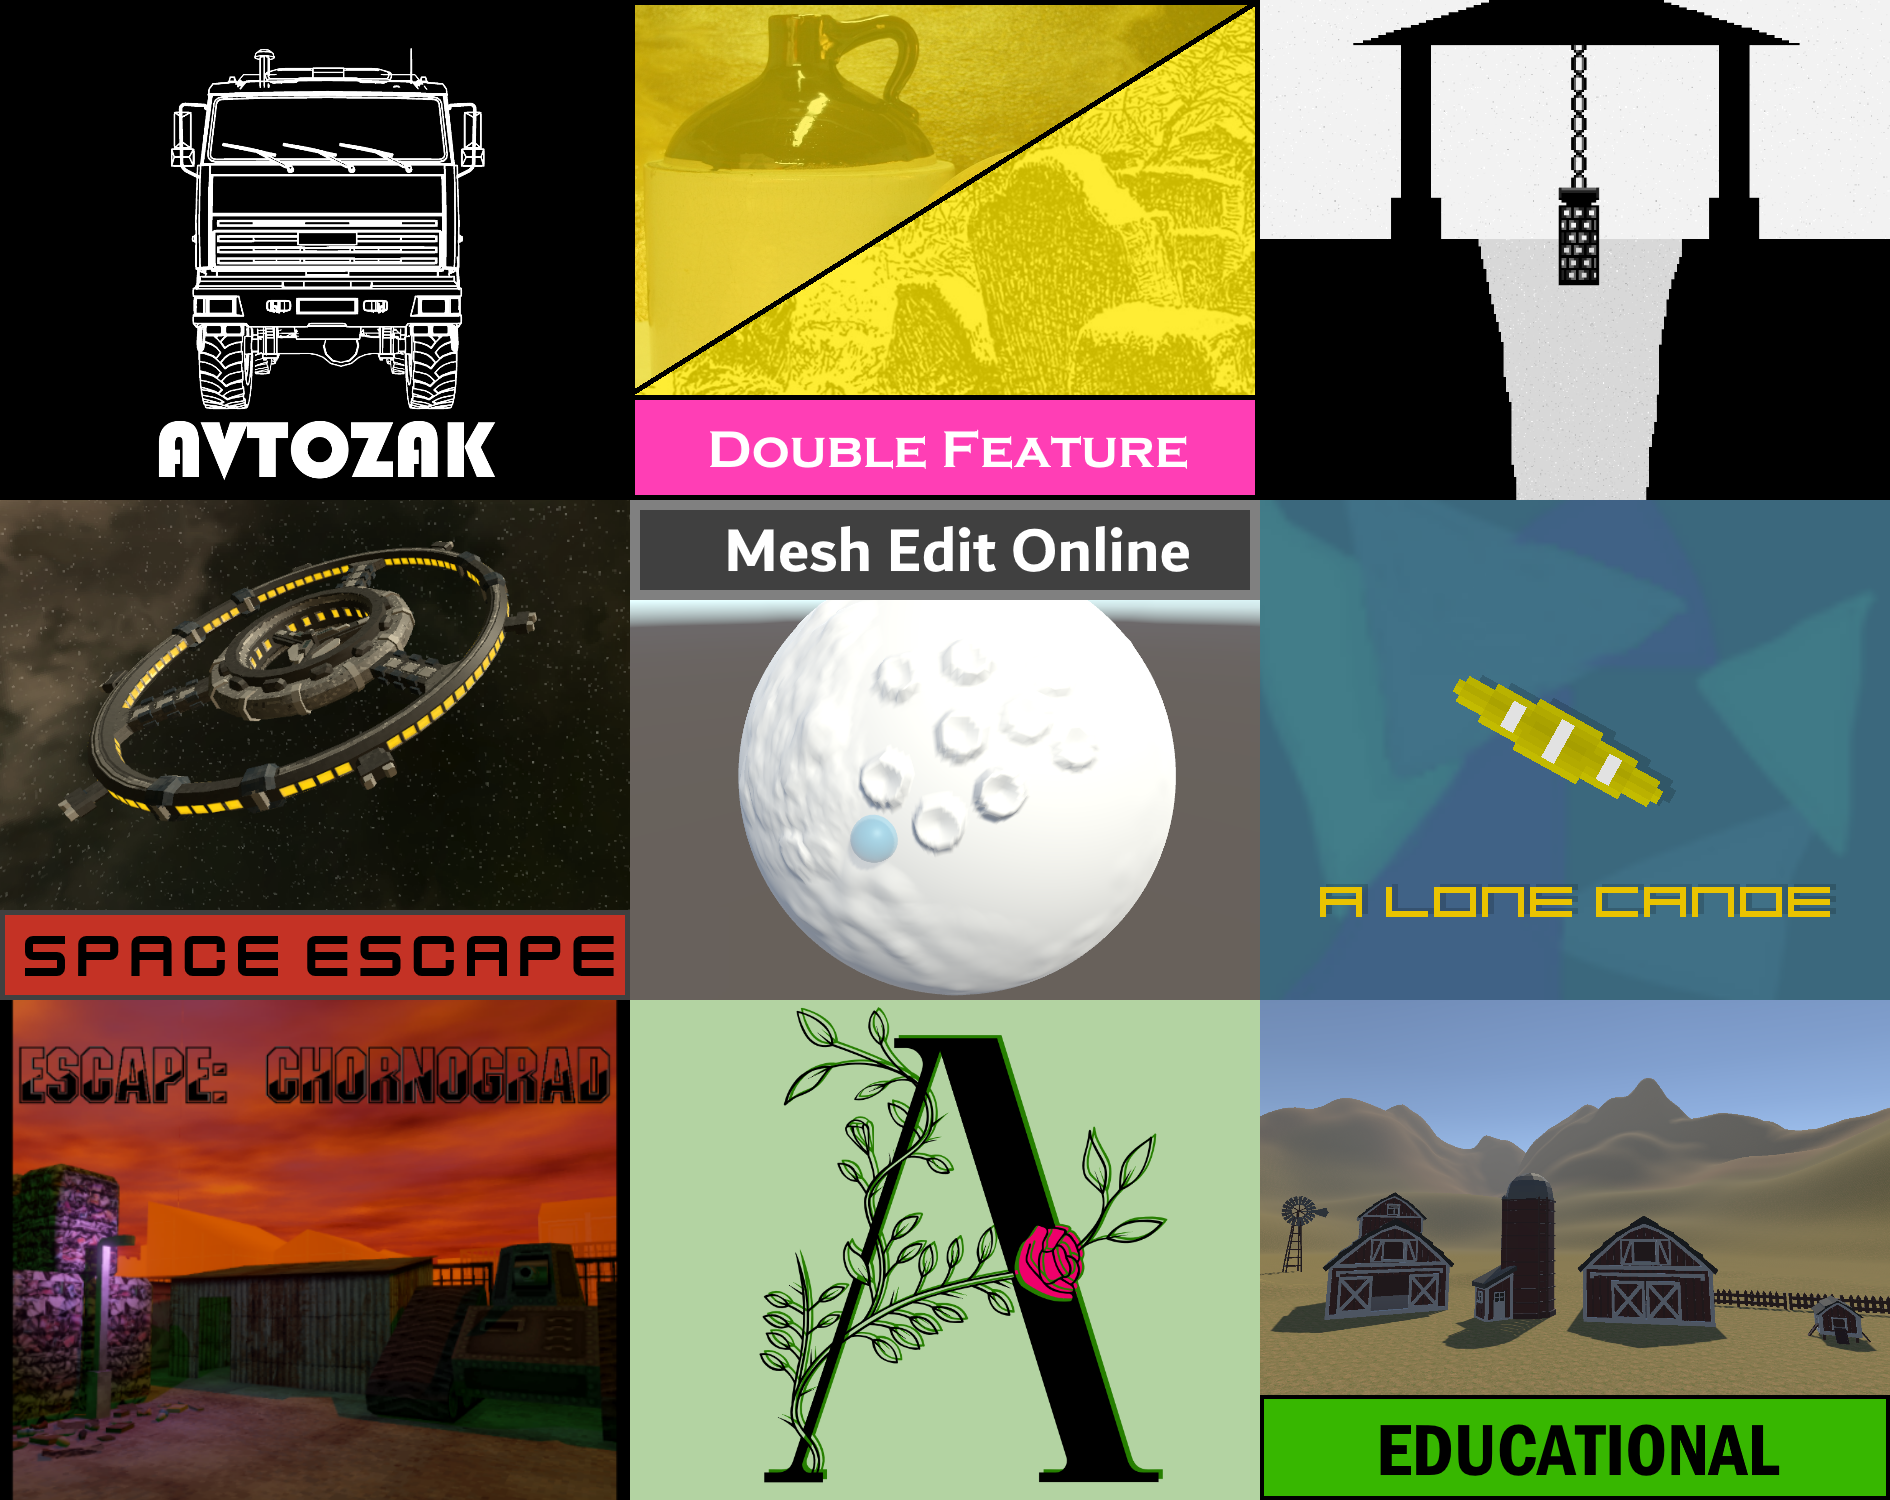 AVTOZAK
DOUBLE FEATURE
SPACE ESCAPE
Mesh Edit Online
A LONE CANOE
ESCAPE: CHORNOGRAD
A
EDUCATIONAL